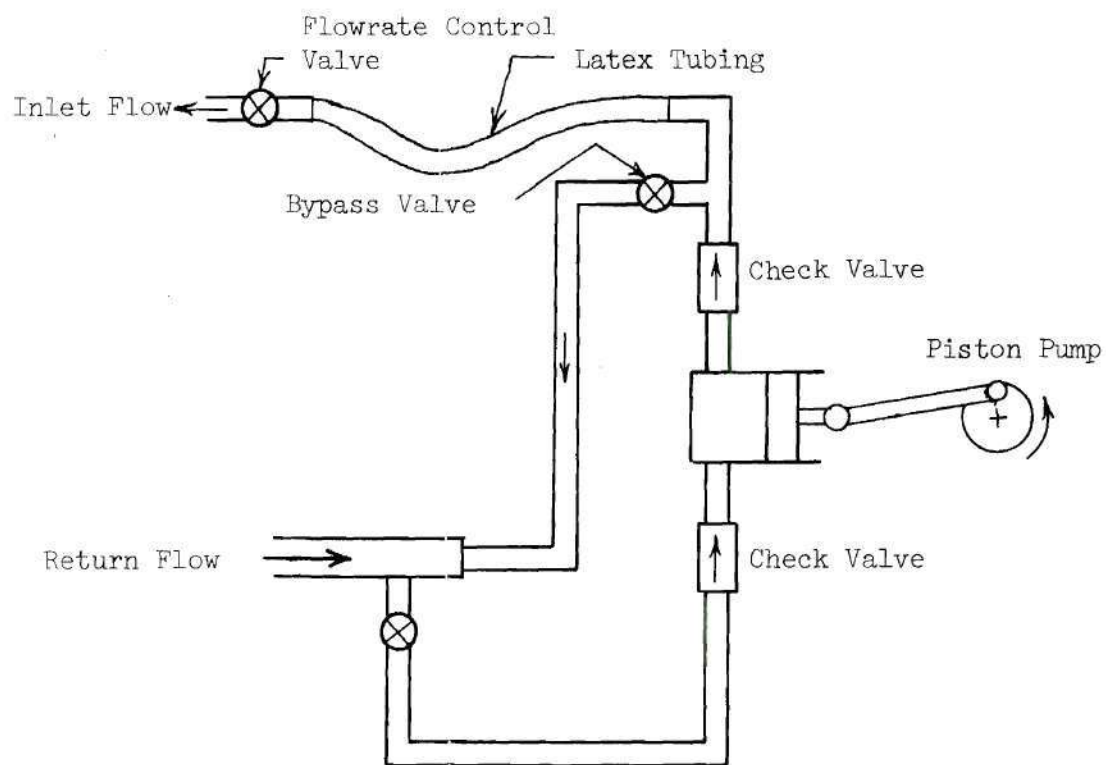 Flowrate Control
Valve
Latex Tubing
Inlet Flow
Bypass Valve
Check Valve
Piston Pump
Return Flow
Check Valve